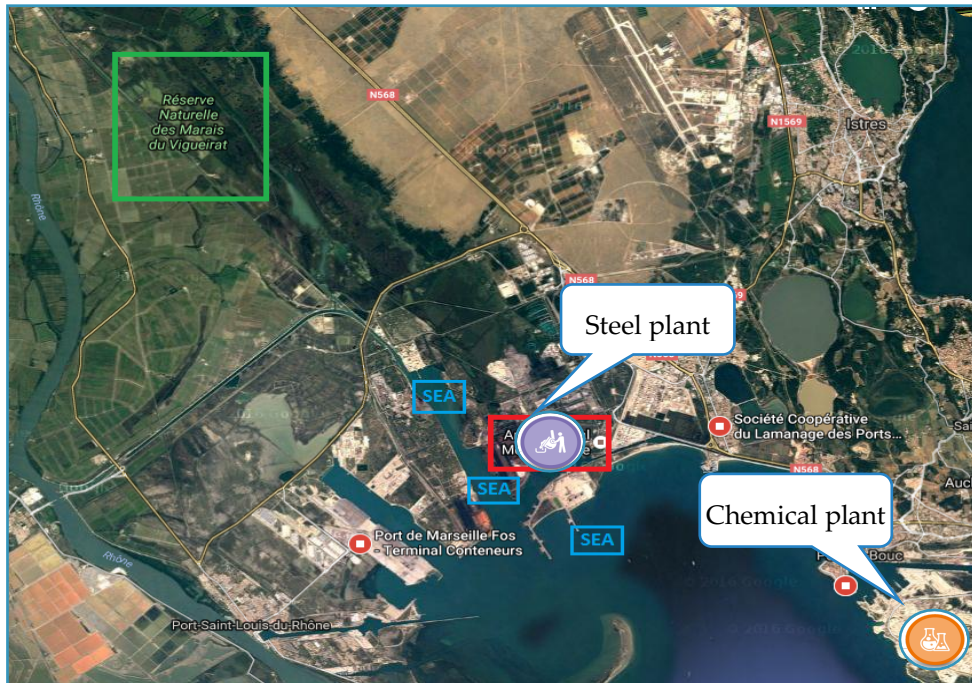 Réserve
Naturelle
des Marais
du Vigueirat
N568
N1569
Istres
Rhône
N568
Steel plant
SEA
Société Coopérative
du Lamanage des Ports...
N568
SEA
Chemical plant
SEA
Port de Marseille Fos
- Terminal Conteneurs
Bouc
Rhône
Port-Saint-Louis-du-Rhône
© 2016 Google